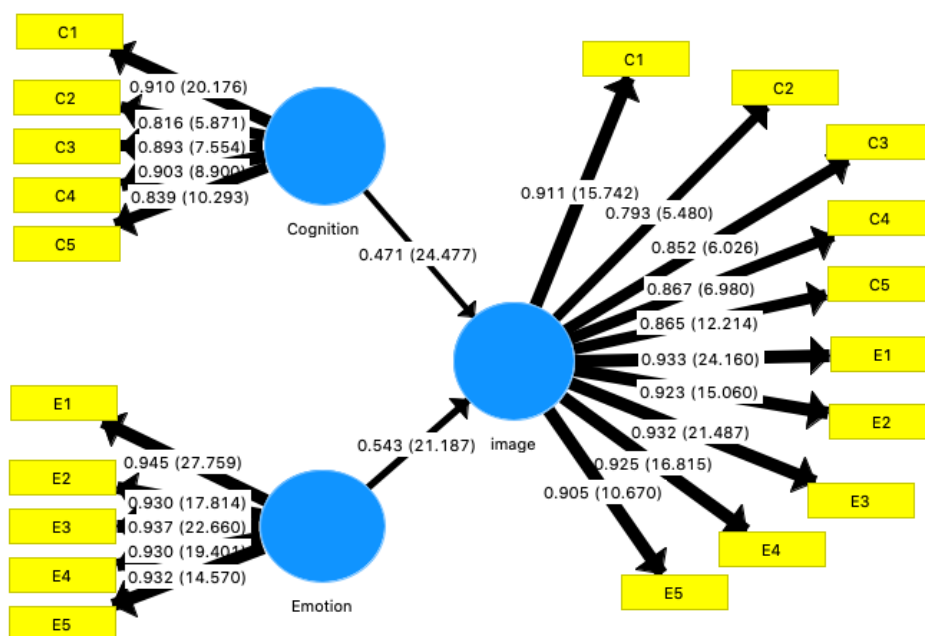 C1
C2
C3
C4
C5
0.910 (20.176)
0.816 (5.871)
0.893 (7.554)
0.903 (8.900)
0.839 (10.293)
Cognition
0.471 (24.477)
E1
E2
E3
E4
E5
0.945 (27.759)
0.930 (17.814)
0.937 (22.660)
0.930 (19.401)
0.932 (14.570)
Emotion
0.543 (21.187)
image
C1
C2
C3
C4
C5
E1
E2
E3
E4
E5
0.911 (15.742)
0.793 (5.480)
0.852 (6.026)
0.867 (6.980)
0.865 (12.214)
0.933 (24.160)
0.923 (15.060)
0.932 (21.487)
0.925 (16.815)
0.905 (10.670)